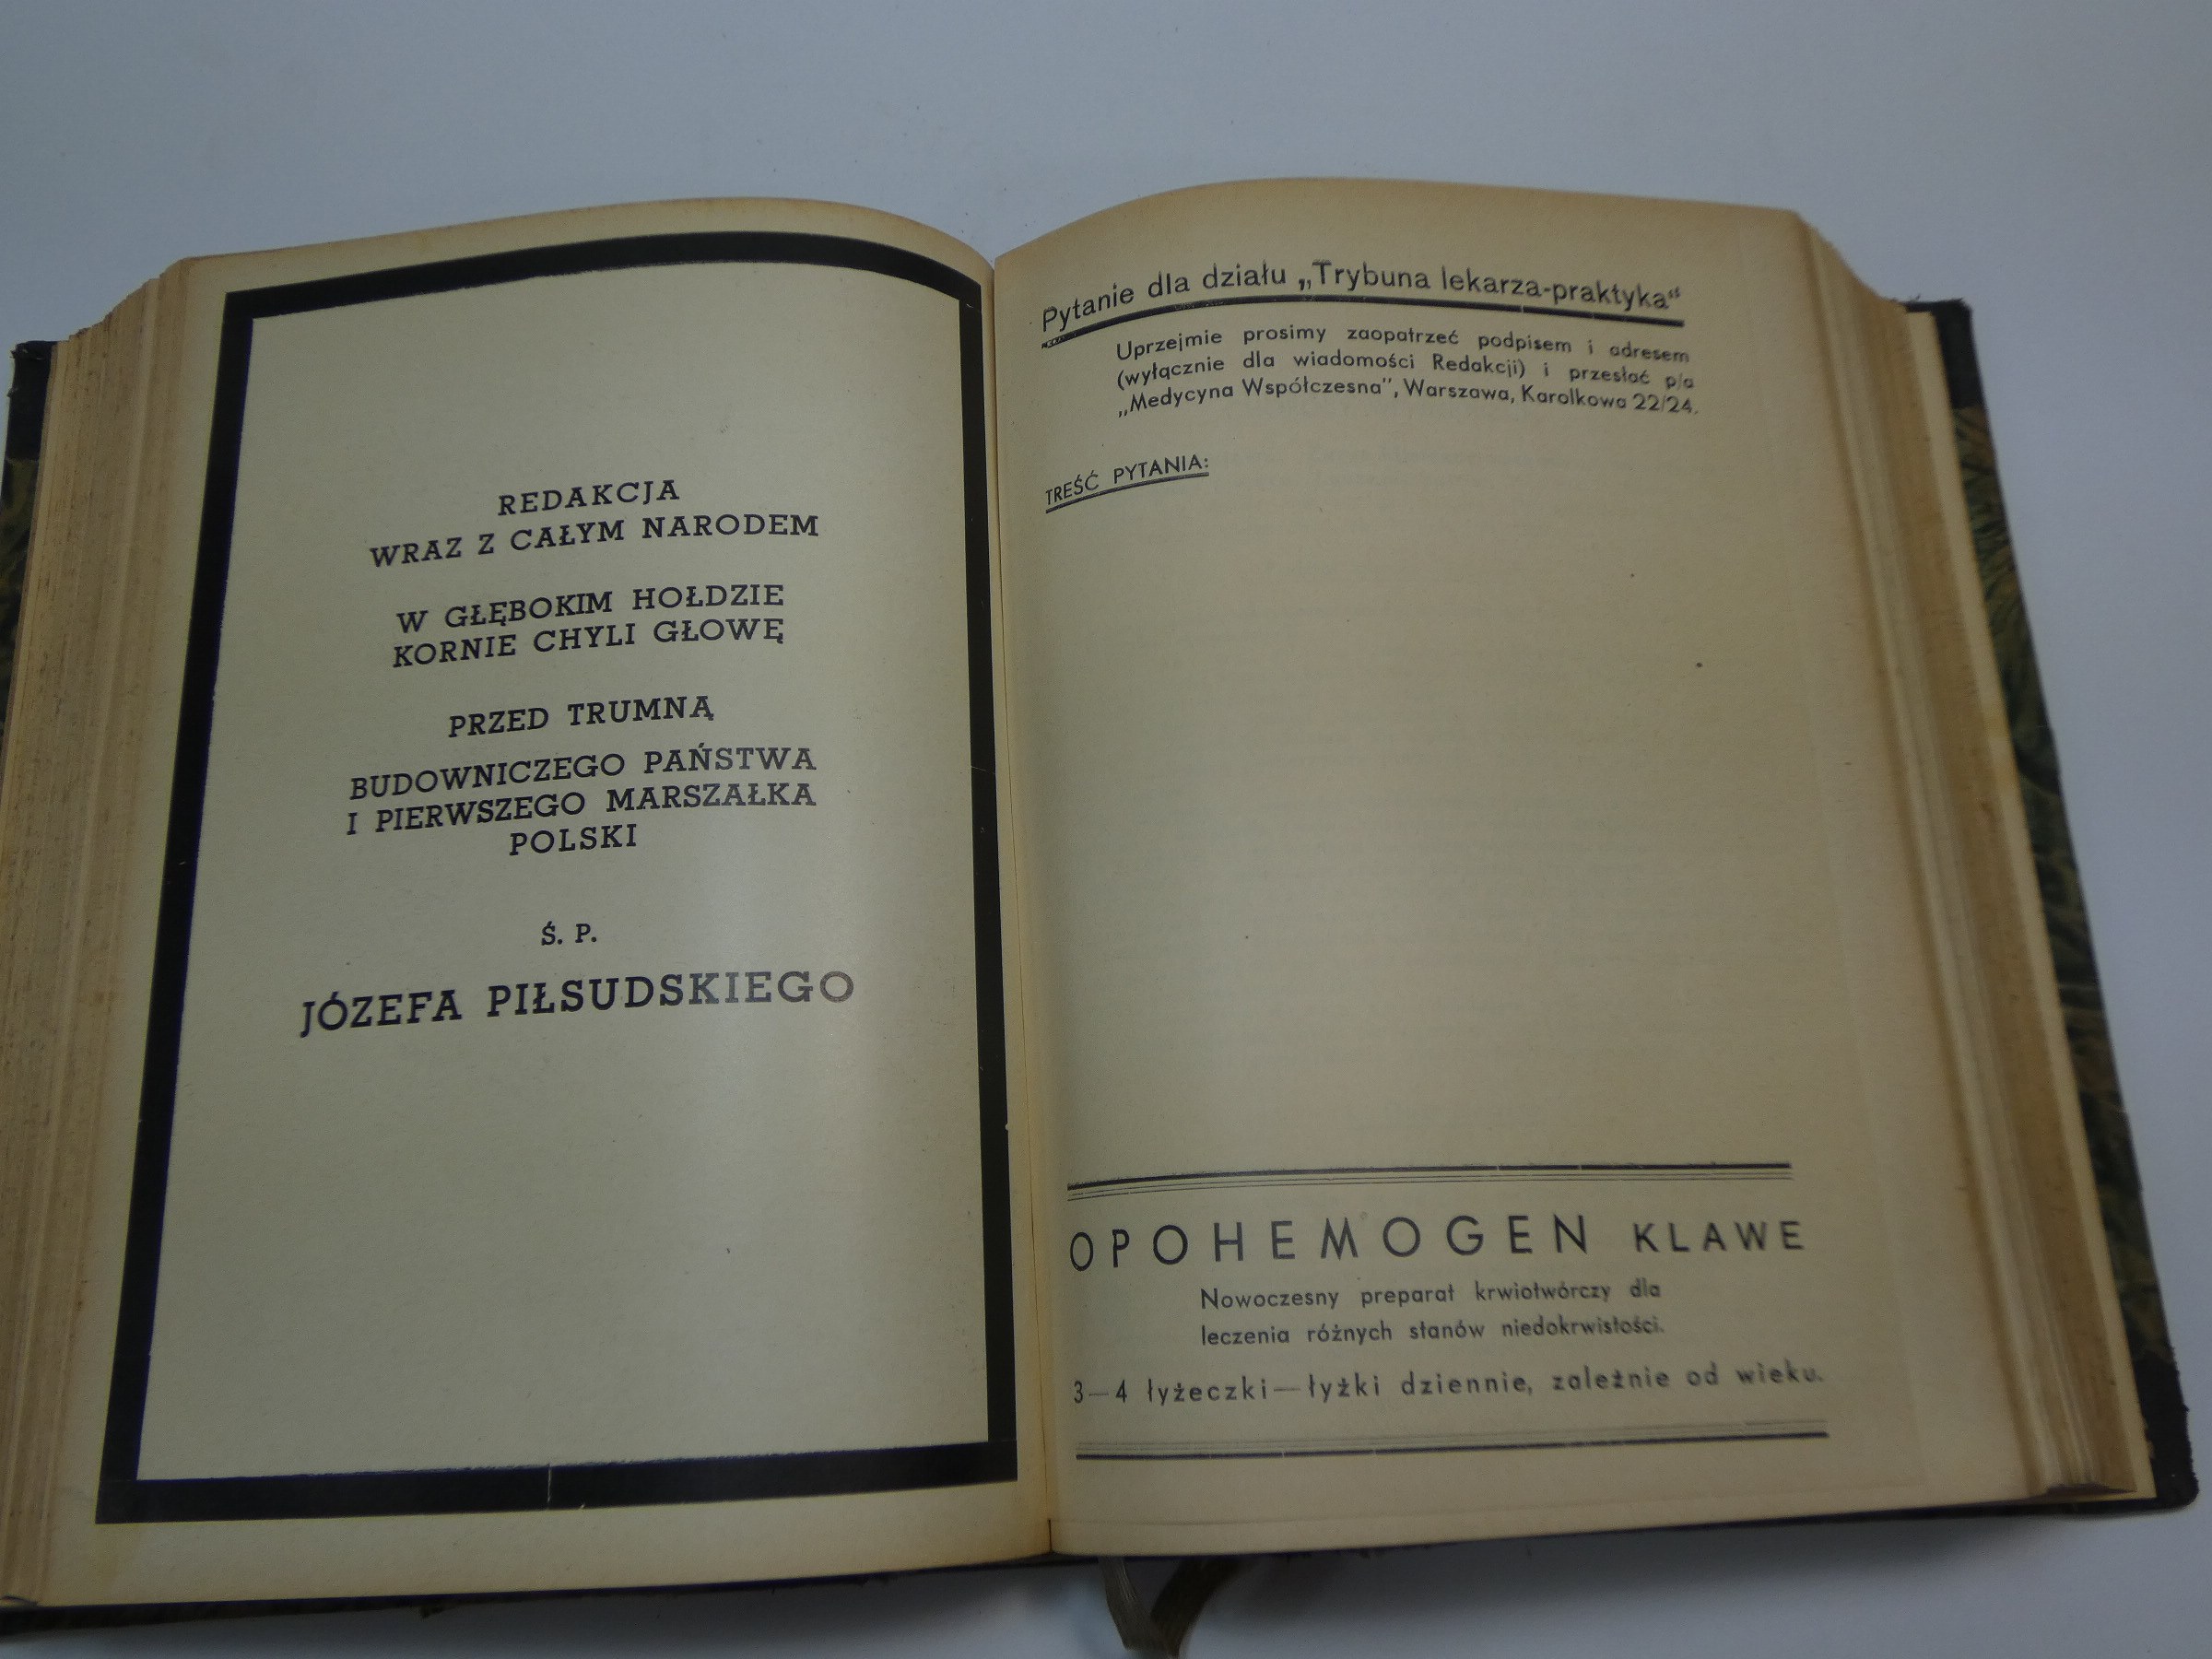 REDAKCJA
WRAZ Z CAŁYM NARODEM
W GŁĘBOKIM HOŁDZIE
KORNIE CHYLI GŁOWĘ
PRZED TRUMNĄ
BUDOWNICZEGO PAŃSTWA
I PIERWSZEGO MARSZAŁKA
POLSKI
Ś. P.
JÓZEFA PIŁSUDSKIEGO
Pytanie dla działu „Trybuna lekarza-praktyka"
Uprzejmie prosimy zaopatrzeć podpisem i adresem
(wyłącznie dla wiadomości Redakcji) i przesłać p/a
„Medycyna Współczesna", Warszawa, Karolkowa 22/24.
TREŚĆ PYTANIA:
OPOHEMOGEN KLAWE
Nowoczesny preparat krwiotwórczy dla
leczenia różnych stanów niedokrwistości.
3—4 łyżeczki—łyżki dziennie, zależnie od wieku.